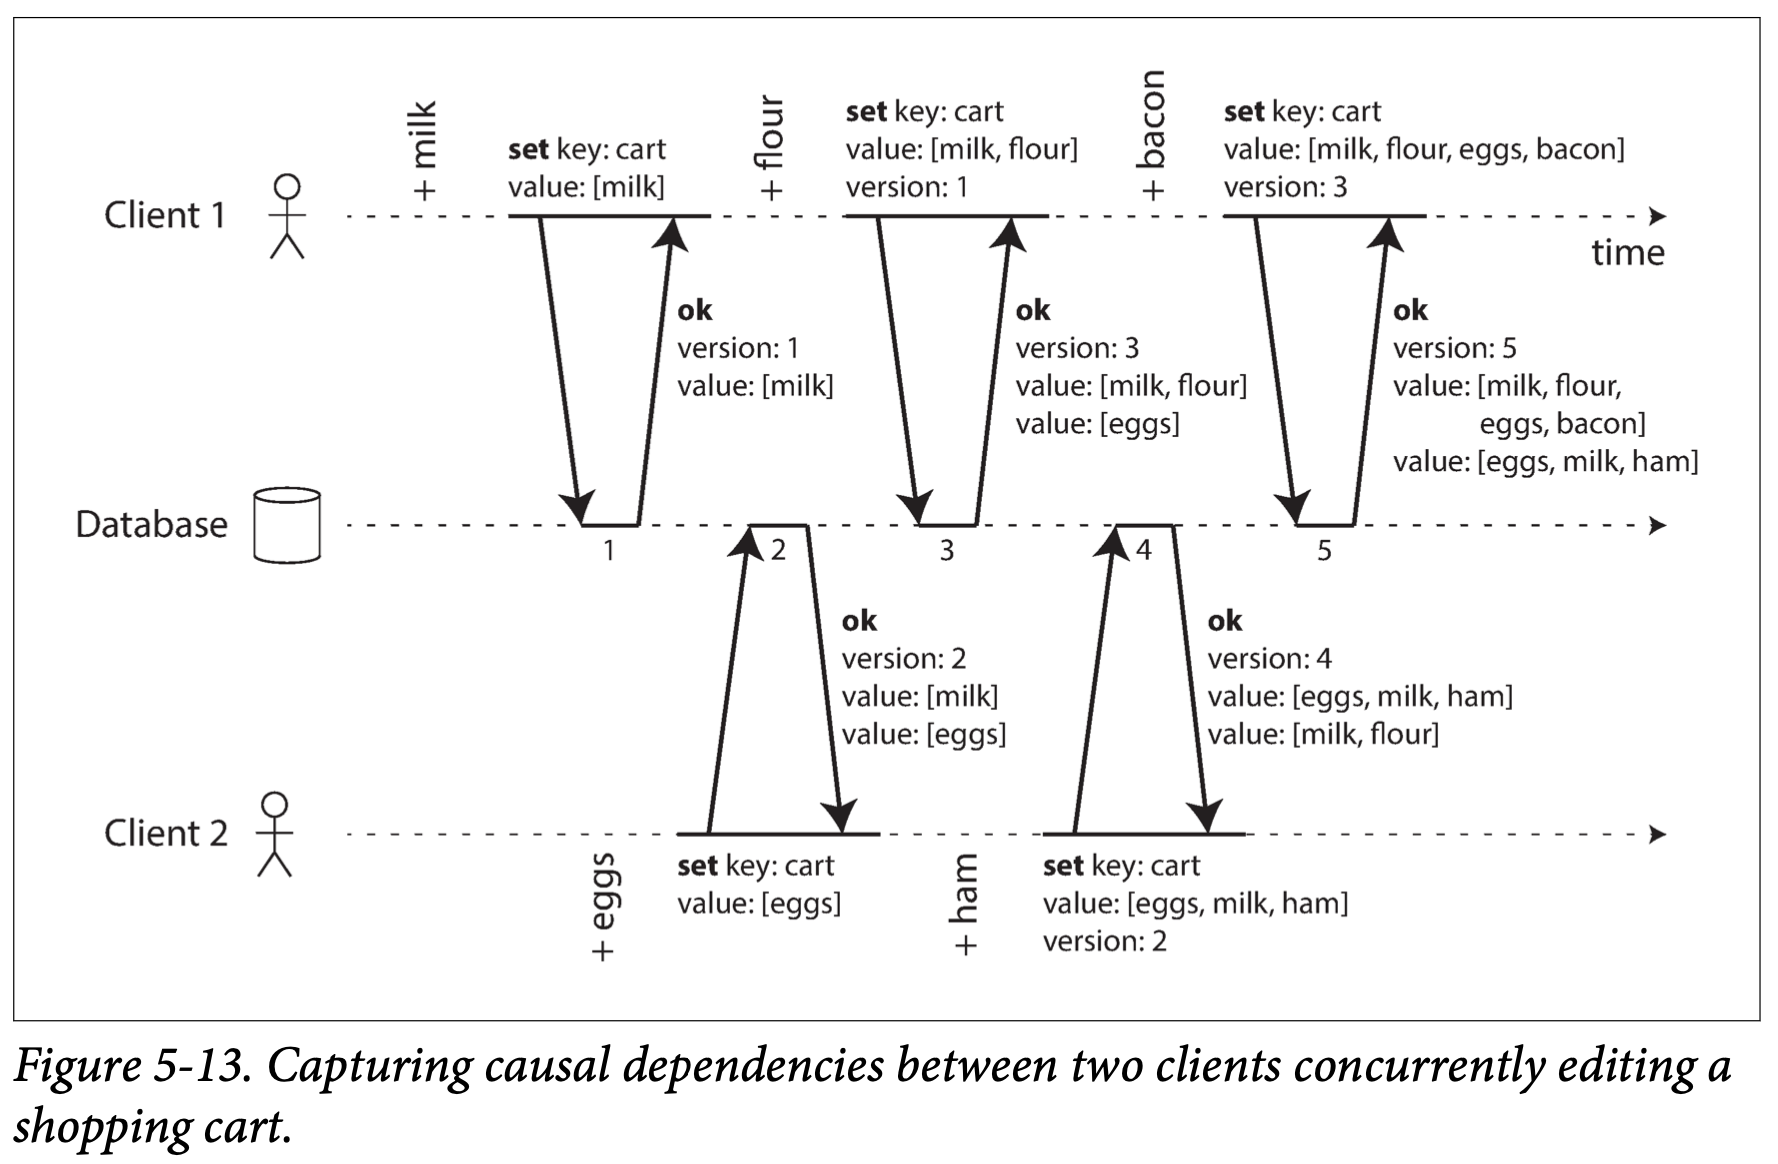 + milk
set key: cart
value: [milk]
+ flour
set key: cart
value: [milk, flour]
version: 1
+ bacon
set key: cart
value: [milk, flour, eggs, bacon]
version: 3
Client 1
time
ok
version: 1
value: [milk]
ok
version: 3
value: [milk, flour]
value: [eggs]
ok
version: 5
value: [milk, flour,
eggs, bacon]
value: [eggs, milk, ham]
Database
1
2
3
4
5
ok
version: 2
value: [milk]
value: [eggs]
ok
version: 4
value: [eggs, milk, ham]
value: [milk, flour]
Client 2
+ eggs
set key: cart
value: [eggs]
+ ham
set key: cart
value: [eggs, milk, ham]
version: 2
Figure 5-13. Capturing causal dependencies between two clients concurrently editing a
shopping cart.